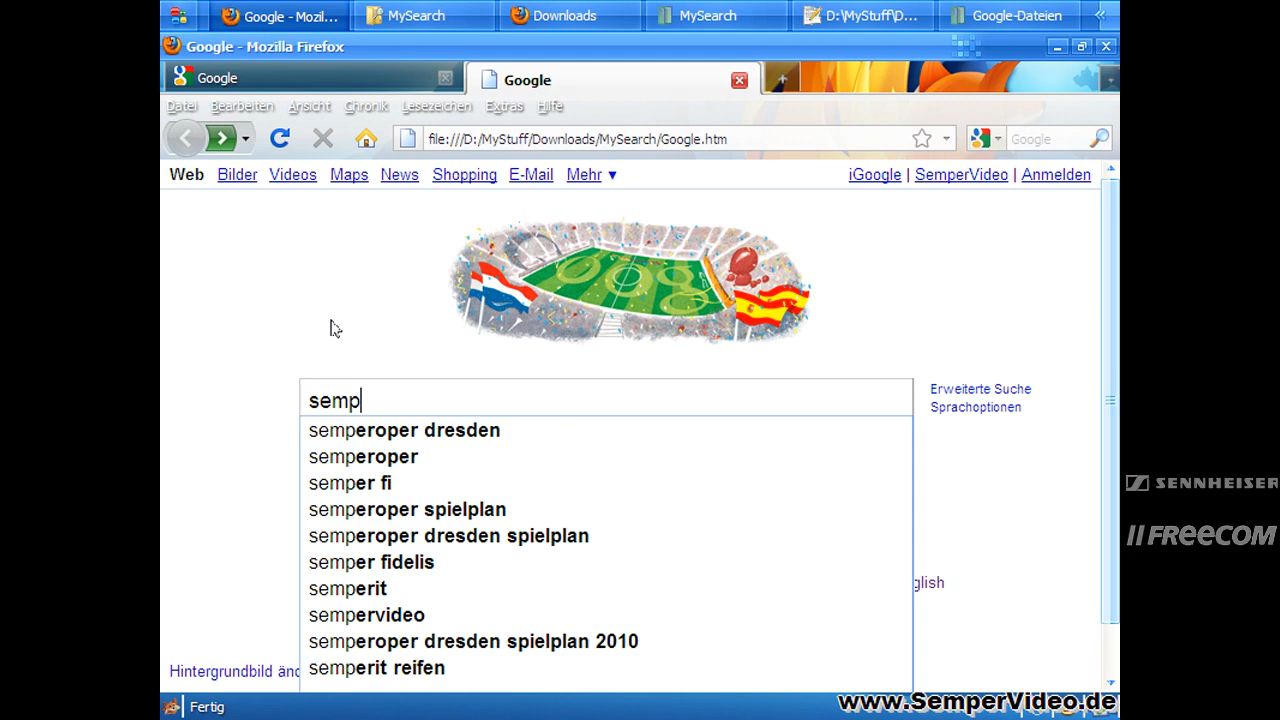 Google - Mozil...
MySearch
Downloads
MySearch
D:\MyStuff\D...
Google-Dateien
Google - Mozilla Firefox
Google
Google
Datei Bearbeiten Ansicht Chronik Lesezeichen Extras Hilfe
file:///D:/MyStuff/Downloads/MySearch/Google.htm
Google
Web Bilder Videos Maps News Shopping E-Mail Mehr ▼
iGoogle | SemperVideo | Anmelden
semp
Erweiterte Suche
Sprachoptionen
semperoper dresden
semperoper
semper fi
semperoper spielplan
semperoper dresden spielplan
semper fidelis
semperit
sempervideo
semperoper dresden spielplan 2010
semperit reifen
glish
Hintergrundbild änd
SENNHEISER
FREECOM
Fertig
www.SemperVideo.de